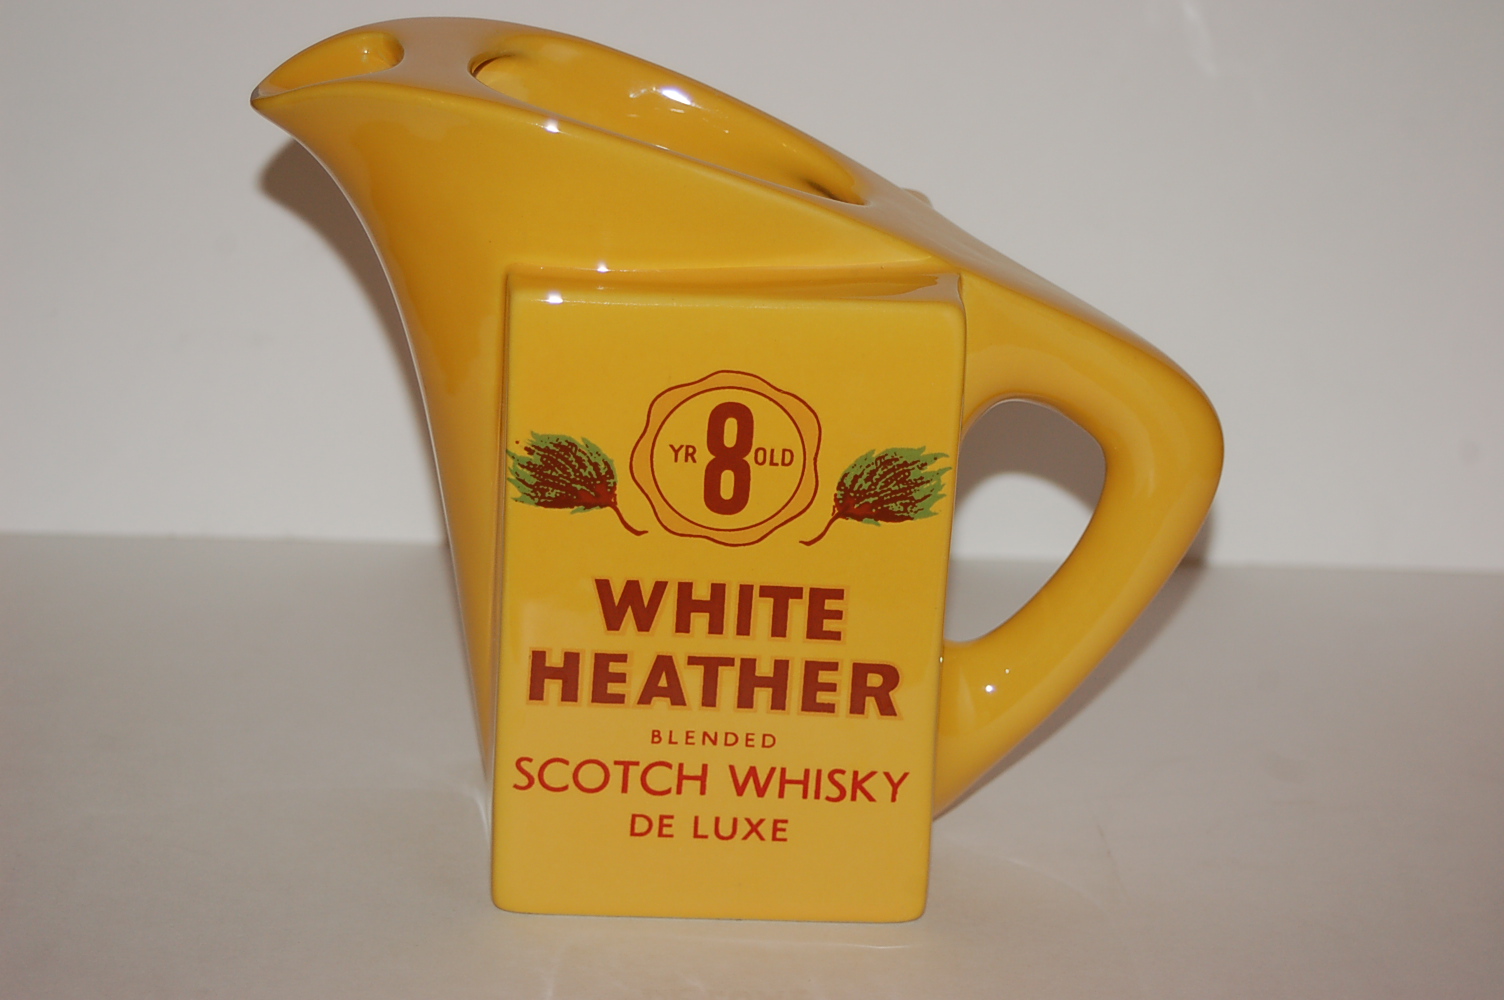 YR 8 OLD
WHITE
HEATHER
BLENDED
SCOTCH WHISKY
DE LUXE